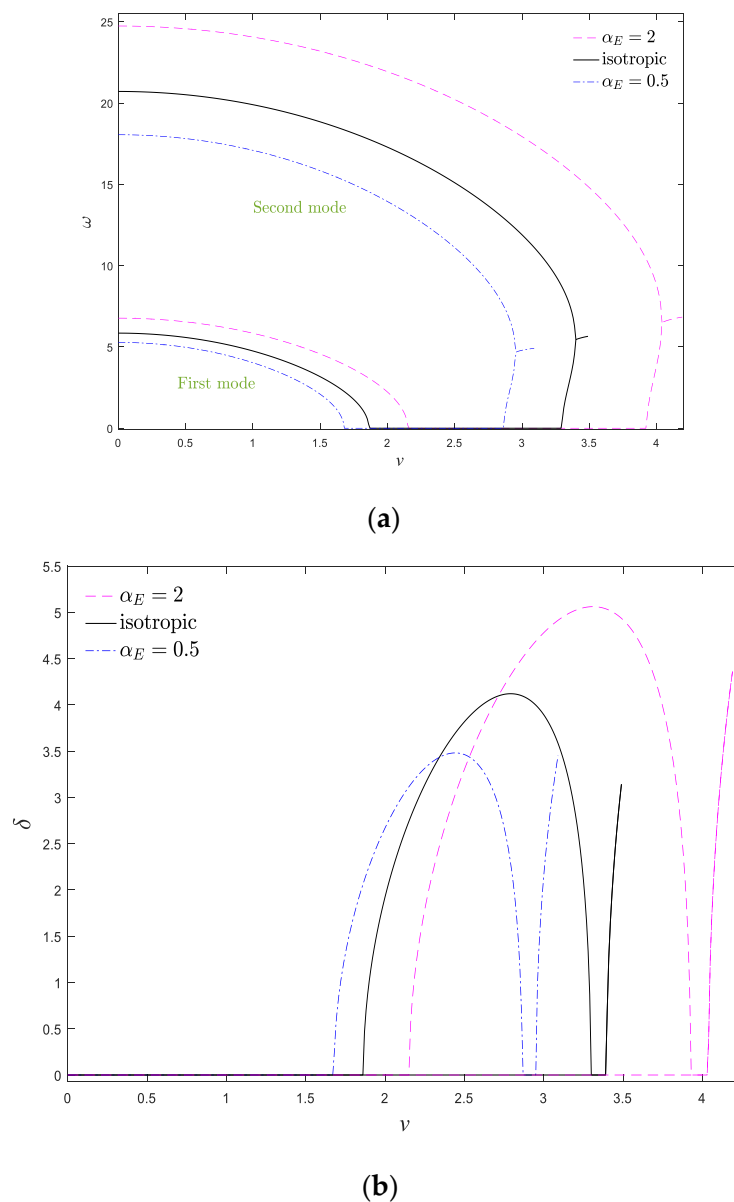 25
20
15
10
5
0
ω
α_E = 2
isotropic
α_E = 0.5
Second mode
First mode
0 0.5 1 1.5 2 2.5 3 3.5 4
v
(a)
5.5
5
4.5
4
3.5
3
2.5
2
1.5
1
0.5
0
δ
α_E = 2
isotropic
α_E = 0.5
0 0.5 1 1.5 2 2.5 3 3.5 4
v
(b)